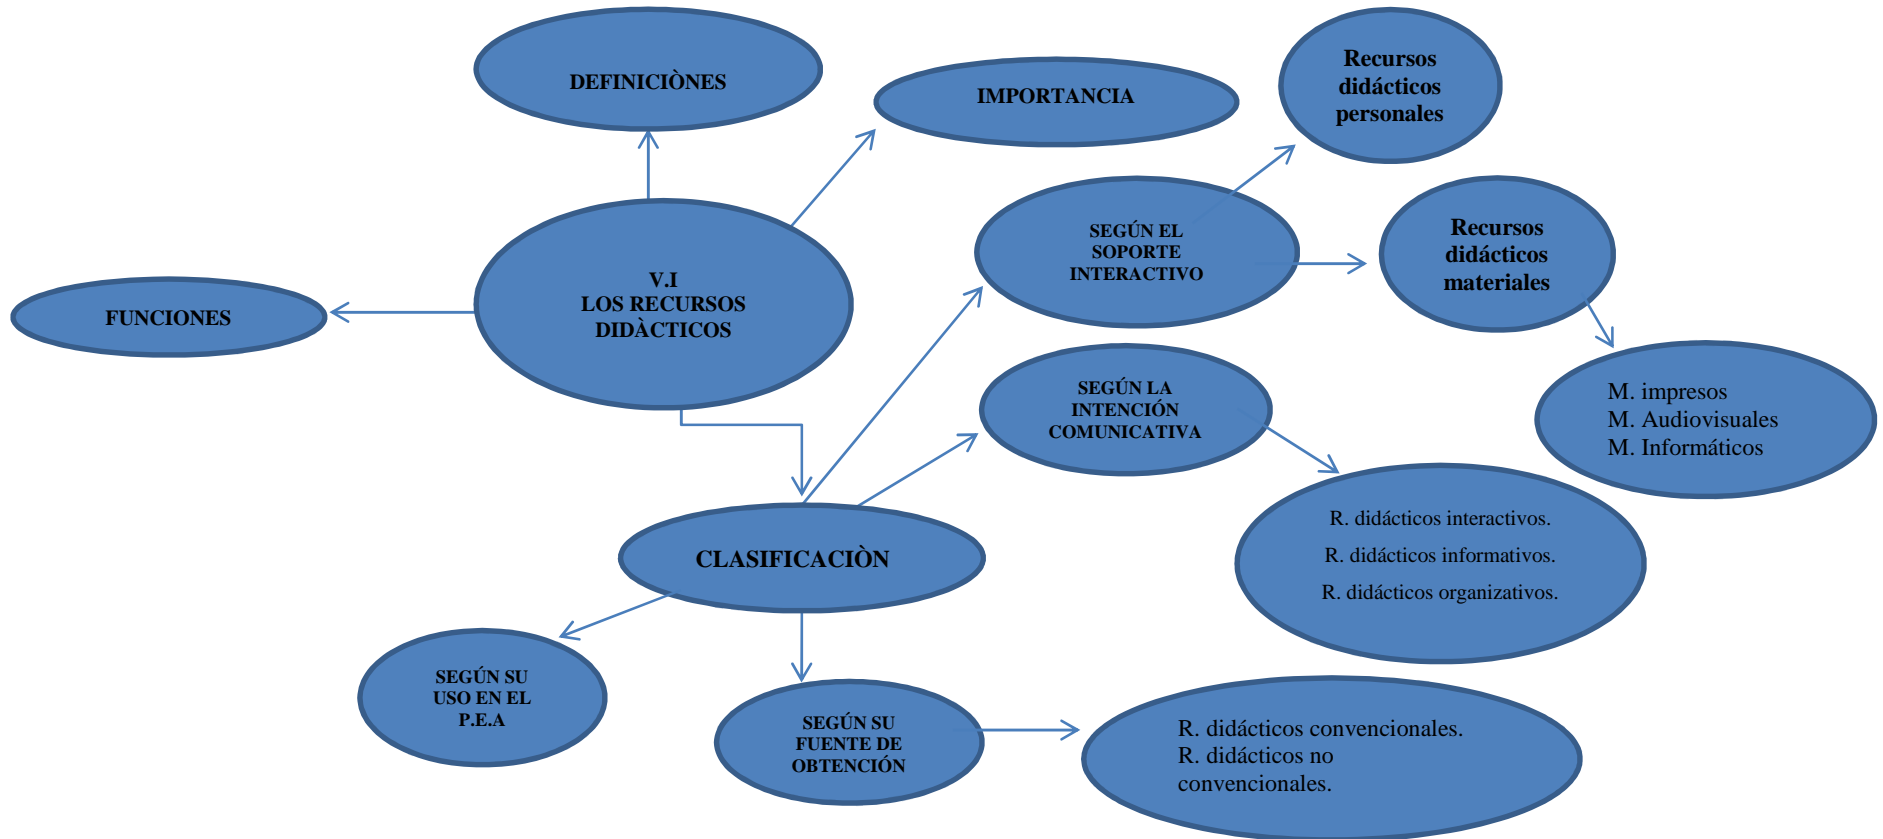 DEFINICIÒNES
IMPORTANCIA
Recursos
didácticos
personales
V.I
LOS RECURSOS
DIDÀCTICOS
FUNCIONES
SEGÚN EL
SOPORTE
INTERACTIVO
Recursos
didácticos
materiales
M. impresos
M. Audiovisuales
M. Informáticos
SEGÚN LA
INTENCIÓN
COMUNICATIVA
R. didácticos interactivos.
R. didácticos informativos.
R. didácticos organizativos.
CLASIFICACIÒN
SEGÚN SU
USO EN EL
P.E.A
SEGÚN SU
FUENTE DE
OBTENCIÓN
R. didácticos convencionales.
R. didácticos no
convencionales.